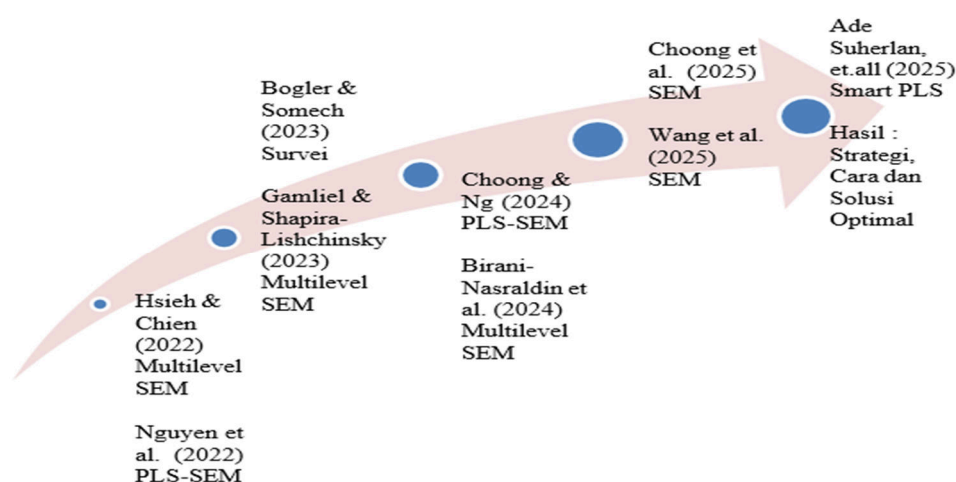 Hsieh &
Chien
(2022)
Multilevel
SEM
Nguyen et
al. (2022)
PLS-SEM
Bogler &
Somech
(2023)
Survei
Gamliel &
Shapira-
Lishchinsky
(2023)
Multilevel
SEM
Choong &
Ng (2024)
PLS-SEM
Birani-
Nasraldin et
al. (2024)
Multilevel
SEM
Choong et
al. (2025)
SEM
Wang et al.
(2025)
SEM
Ade
Suherlan,
et.all (2025)
Smart PLS
Hasil :
Strategi,
Cara dan
Solusi
Optimal